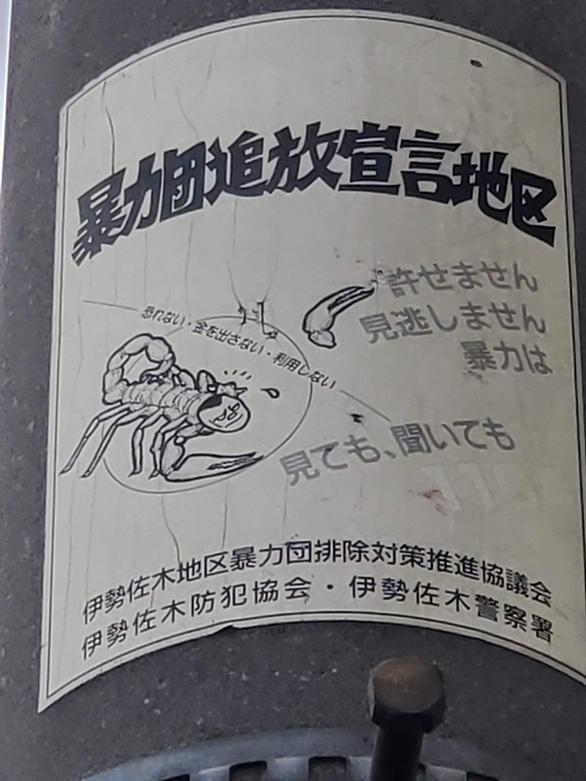 暴力団追放宣言地区
許せません
見逃しません
暴力は
恐れない・金を出さない・利用しない
見ても、聞いても
伊勢佐木地区暴力団排除対策推進協議会
伊勢佐木防犯協会・伊勢佐木警察署